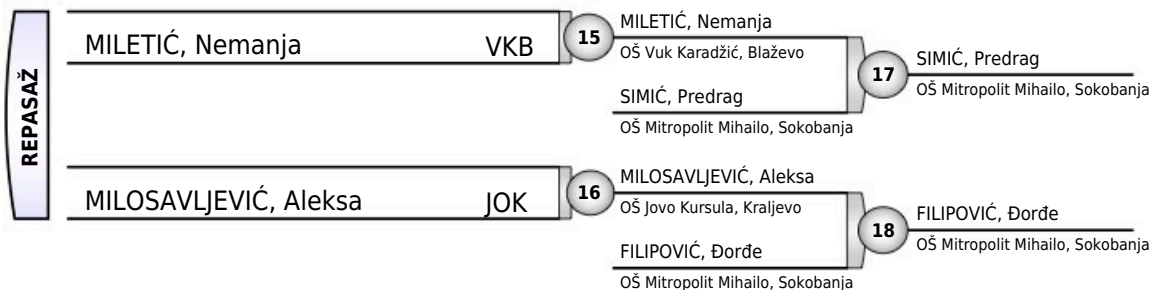 REPASAŽ
MILETIĆ, Nemanja VKB
15
MILETIĆ, Nemanja
OŠ Vuk Karadžić, Blaževo
SIMIĆ, Predrag
OŠ Mitropolit Mihailo, Sokobanja
17
SIMIĆ, Predrag
OŠ Mitropolit Mihailo, Sokobanja
MILOSAVLJEVIĆ, Aleksa JOK
16
MILOSAVLJEVIĆ, Aleksa
OŠ Jovo Kursula, Kraljevo
FILIPOVIĆ, Đorđe
OŠ Mitropolit Mihailo, Sokobanja
18
FILIPOVIĆ, Đorđe
OŠ Mitropolit Mihailo, Sokobanja